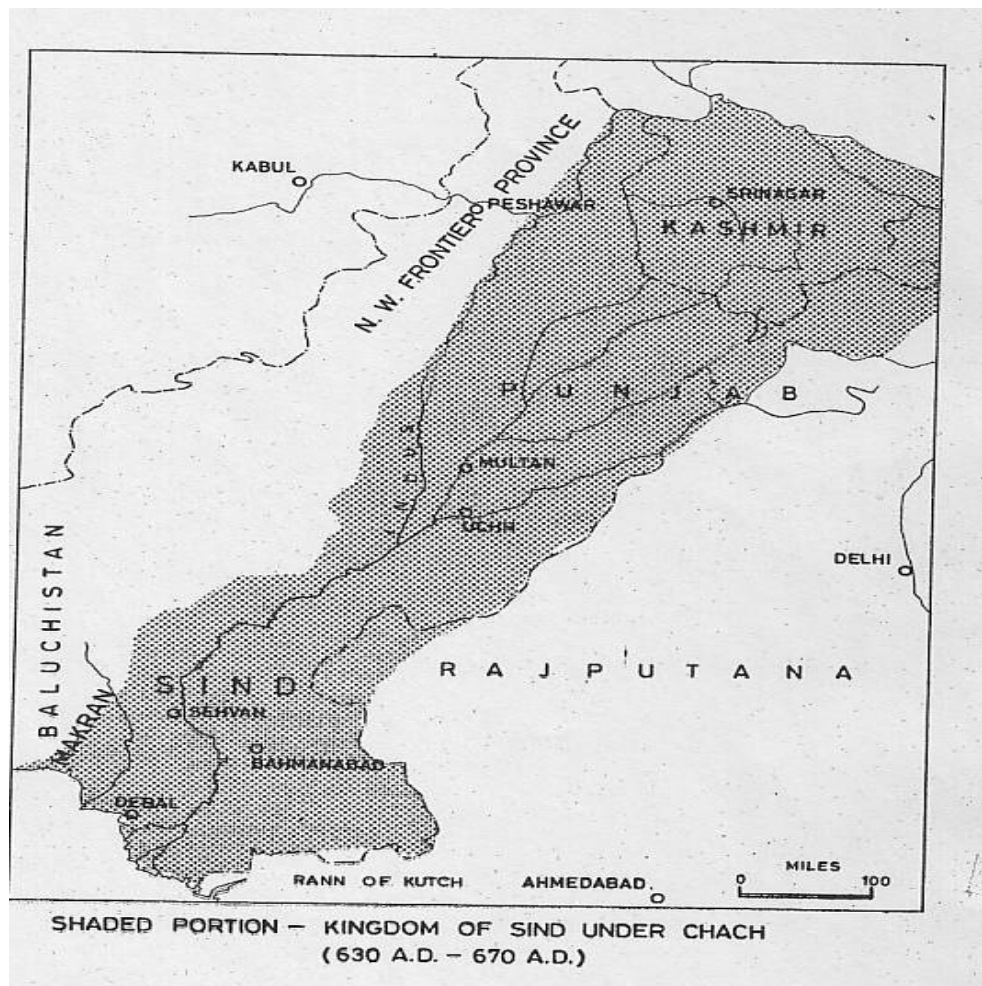 KABUL
N.W. FRONTIER PROVINCE
PESHAWAR
SRINAGAR
KASHMIR
PUNJAB
INDUS
MULTAN
UCHH
DELHI
BALUCHISTAN
RAJPUTANA
SIND
MAKRAN
SEHVAN
BAHMANABAD
DEBAL
MILES
0 100
RANN OF KUTCH
AHMEDABAD.
SHADED PORTION – KINGDOM OF SIND UNDER CHACH
(630 A.D. – 670 A.D.)